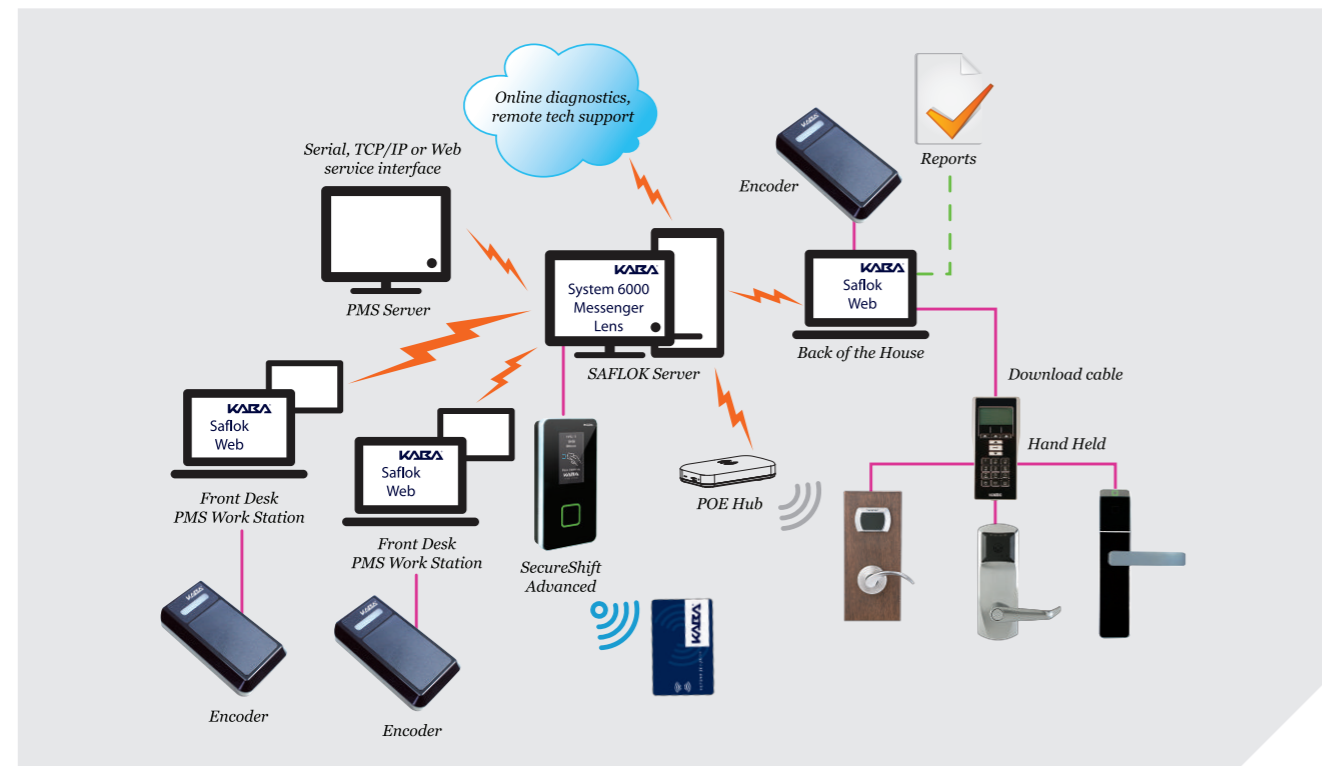 Online diagnostics,
remote tech support
Serial, TCP/IP or Web
service interface
PMS Server
KABA
System 6000
Messenger
Lens
SAFLOK Server
KABA
Encoder
Reports
KABA
Saflok
Web
Back of the House
Download cable
Hand Held
KABA
Saflok
Web
Front Desk
PMS Work Station
KABA
Saflok
Web
Front Desk
PMS Work Station
KABA
SecureShift
Advanced
POE Hub
KABA
Encoder
KABA
Encoder
KABA